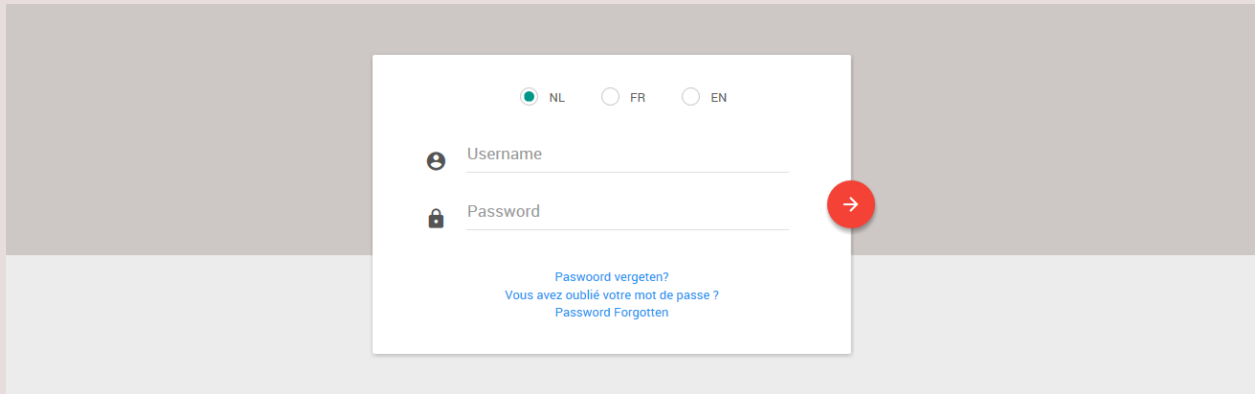 NL FR EN
Username
Password
Paswoord vergeten?
Vous avez oublié votre mot de passe ?
Password Forgotten